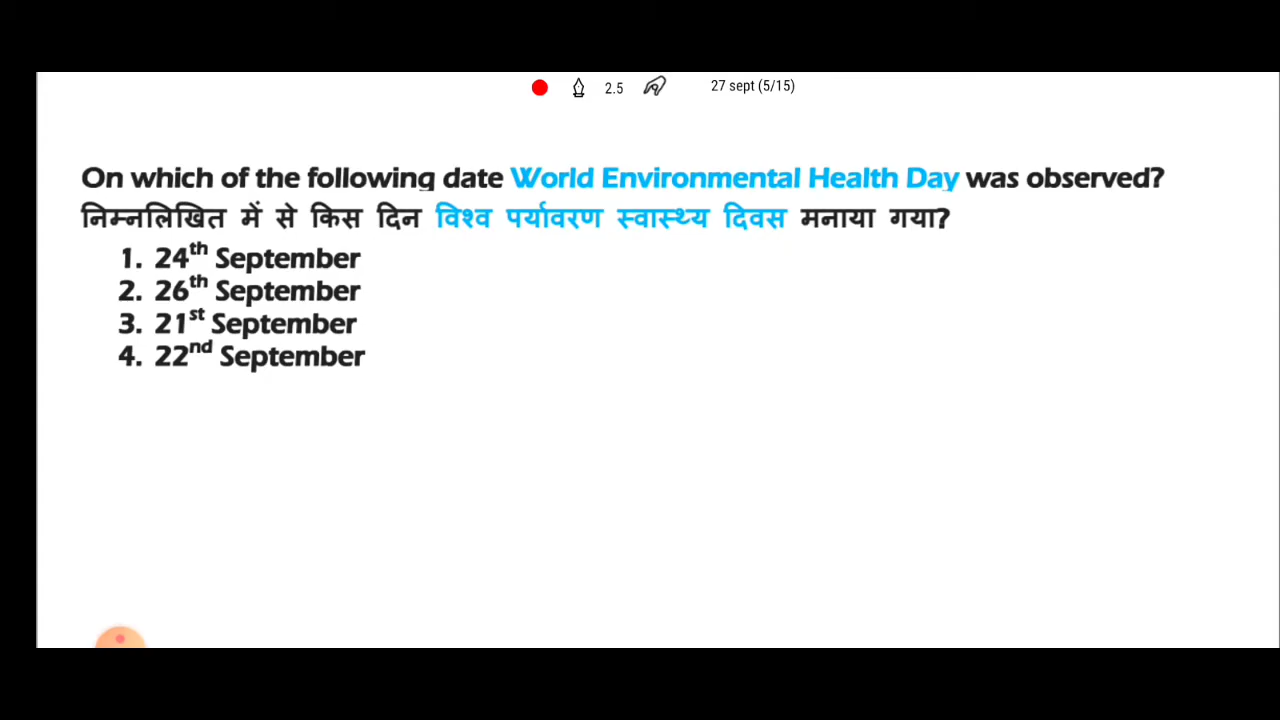 2.5 27 sept (5/15)
On which of the following date World Environmental Health Day was observed?
निम्नलिखित में से किस दिन विश्व पर्यावरण स्वास्थ्य दिवस मनाया गया?
1. 24th September
2. 26th September
3. 21st September
4. 22nd September